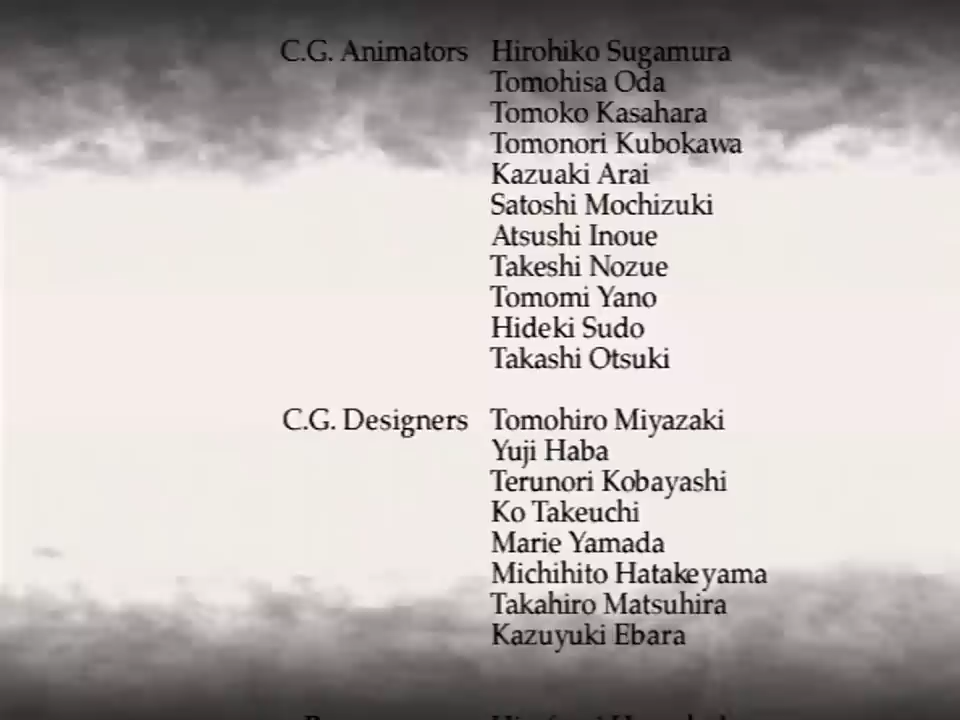 C.G. Animators Hirohiko Sugamura
Tomohisa Oda
Tomoko Kasahara
Tomonori Kubokawa
Kazuaki Arai
Satoshi Mochizuki
Atsushi Inoue
Takeshi Nozue
Tomomi Yano
Hideki Sudo
Takashi Otsuki
C.G. Designers Tomohiro Miyazaki
Yuji Haba
Terunori Kobayashi
Ko Takeuchi
Marie Yamada
Michihito Hatakeyama
Takahiro Matsuhira
Kazuyuki Ebara